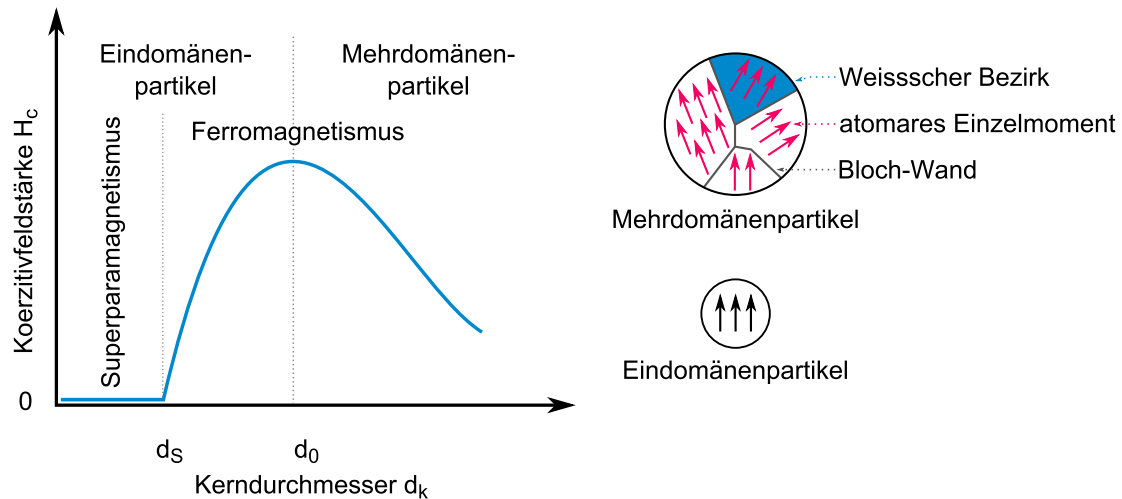 Eindomänen-
partikel
Mehrdomänen-
partikel
Ferromagnetismus
Superparamagnetismus
Koerzitivfeldstärke Hc
0
dS
d0
Kerndurchmesser dk
Weissscher Bezirk
atomares Einzelmoment
Bloch-Wand
Mehrdomänenpartikel
Eindomänenpartikel